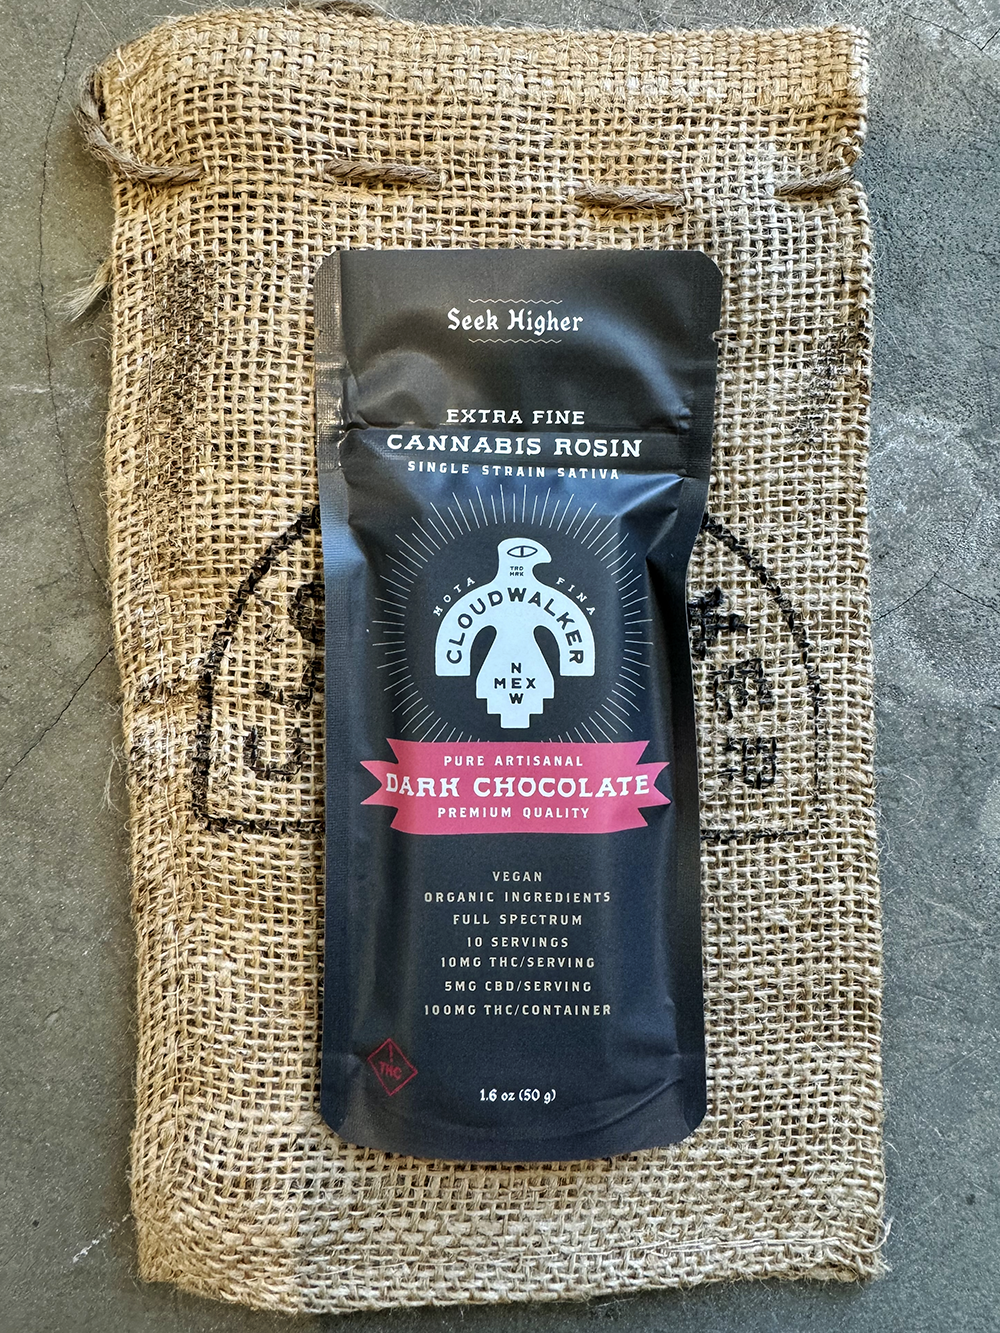 Seek Higher
EXTRA FINE
CANNABIS ROSIN
SINGLE STRAIN SATIVA
TRD
MRK
MOTA FINA
CLOUDWALKER
N
MEX
W
PURE ARTISANAL
DARK CHOCOLATE
PREMIUM QUALITY
VEGAN
ORGANIC INGREDIENTS
FULL SPECTRUM
10 SERVINGS
10MG THC/SERVING
5MG CBD/SERVING
100MG THC/CONTAINER
!
THC
1.6 oz (50 g)